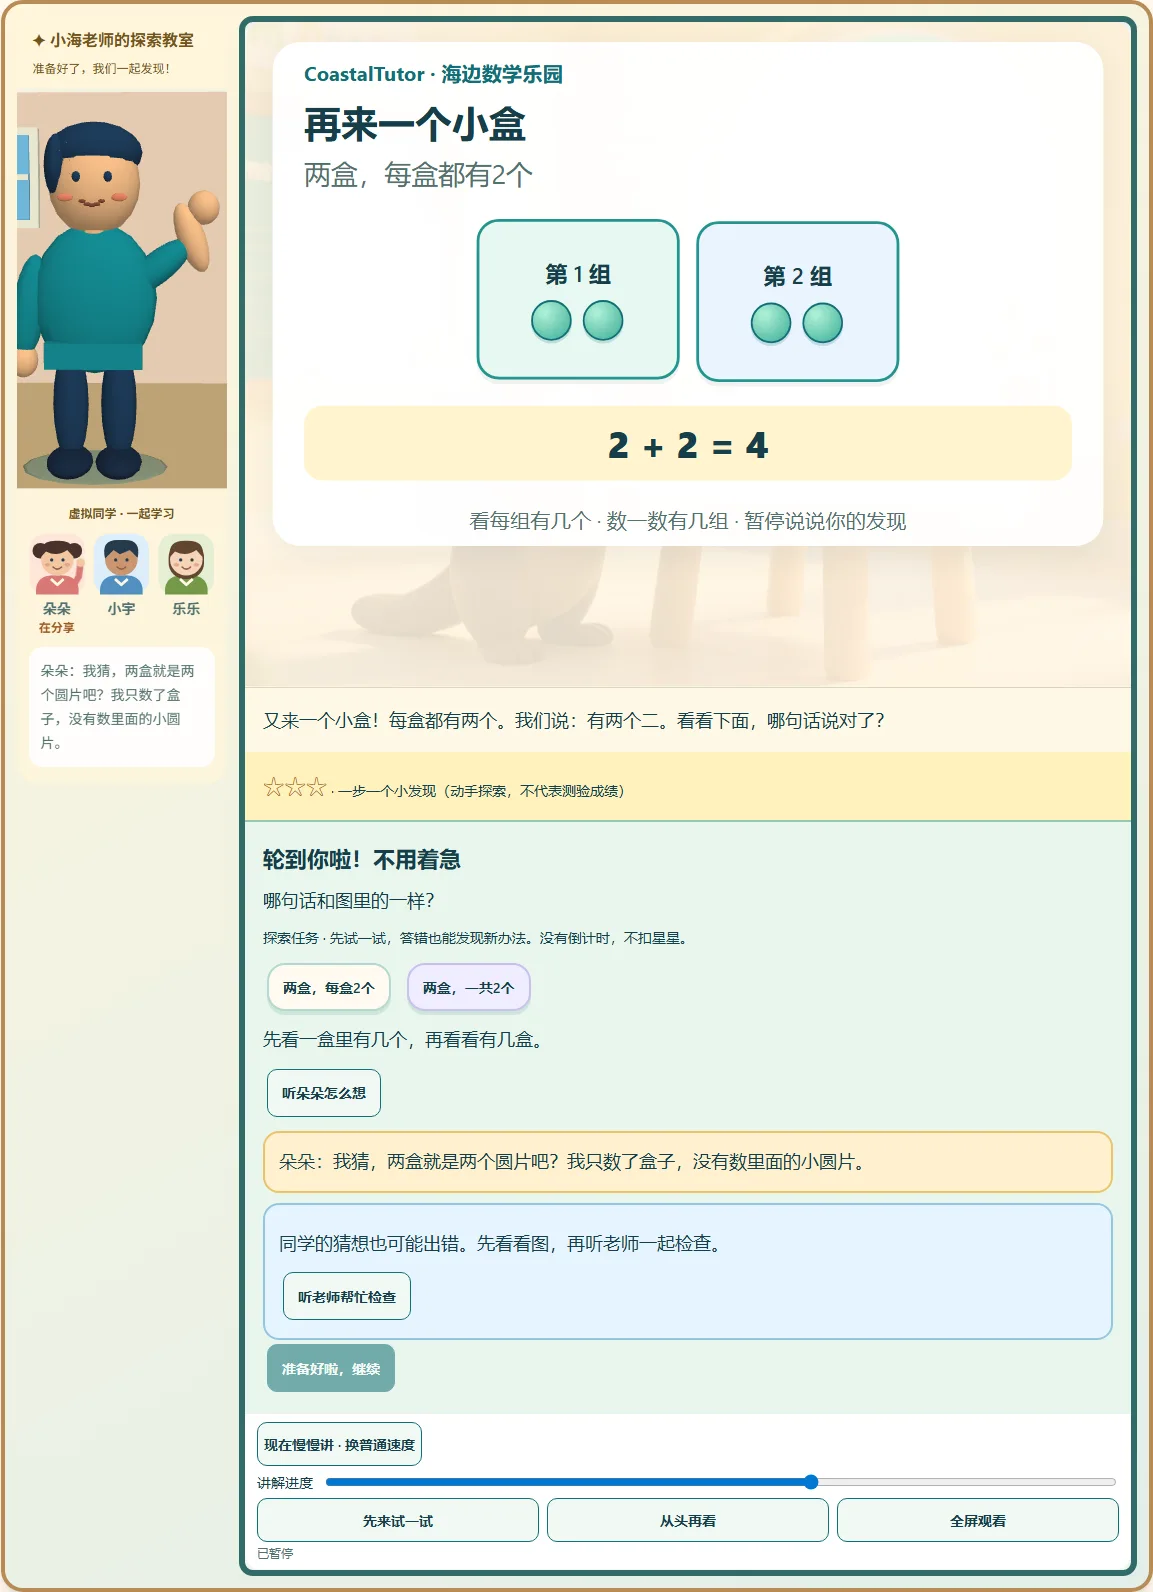 ✦ 小海老师的探索教室
准备好了，我们一起发现！
虚拟同学 · 一起学习
朵朵
小宇
乐乐
在分享
朵朵：我猜，两盒就是两
个圆片吧？我只数了盒
子，没有数里面的小圆
片。
CoastalTutor · 海边数学乐园
再来一个小盒
两盒，每盒都有2个
第 1 组
第 2 组
2 + 2 = 4
看每组有几个 · 数一数有几组 · 暂停说说你的发现
又来一个小盒！每盒都有两个。我们说：有两个二。看看下面，哪句话说对了？
☆☆☆ · 一步一个小发现（动手探索，不代表测验成绩）
轮到你啦！不用着急
哪句话和图里的一样？
探索任务 · 先试一试，答错也能发现新办法。没有倒计时，不扣星星。
两盒，每盒2个
两盒，一共2个
先看一盒里有几个，再看看有几盒。
听朵朵怎么想
朵朵：我猜，两盒就是两个圆片吧？我只数了盒子，没有数里面的小圆片。
同学的猜想也可能出错。先看看图，再听老师一起检查。
听老师帮忙检查
准备好啦，继续
现在慢慢讲 · 换普通速度
讲解进度
先来试一试
从头再看
全屏观看
已暂停